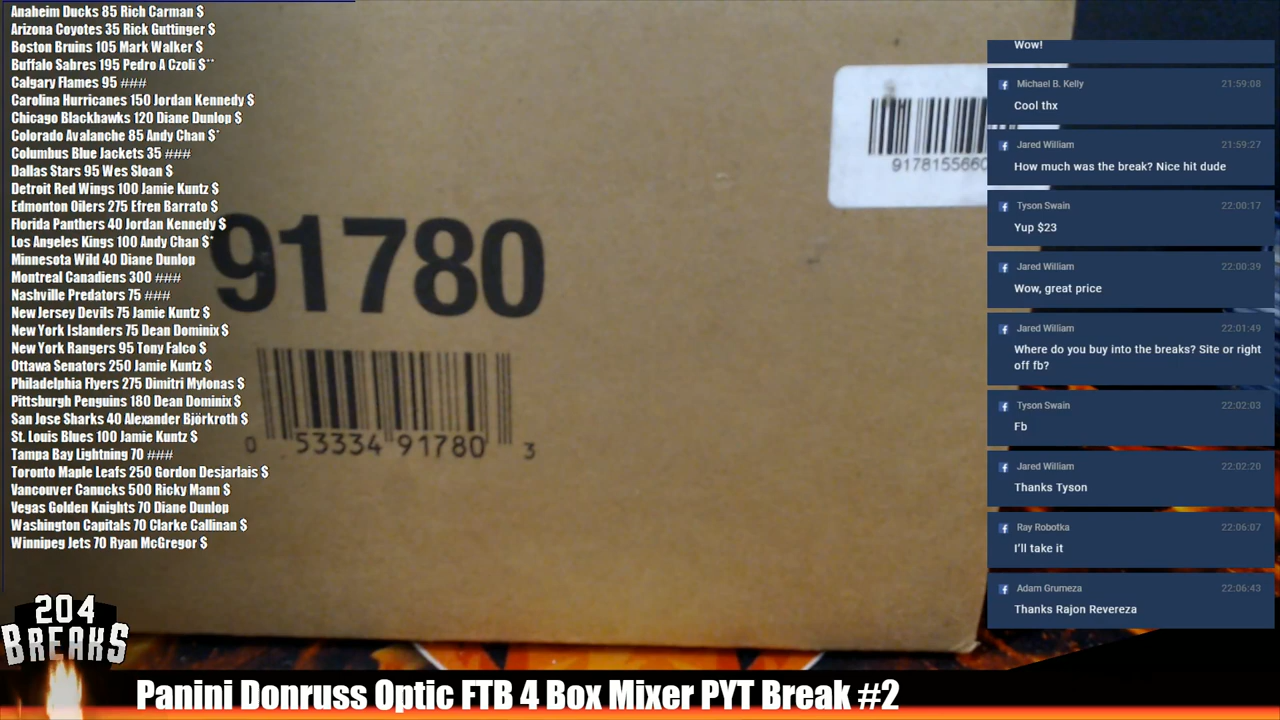 Anaheim Ducks 85 Rich Carman $
Arizona Coyotes 35 Rick Guttinger $
Boston Bruins 105 Mark Walker $
Buffalo Sabres 195 Pedro A Czoli $**
Calgary Flames 95 ###
Carolina Hurricanes 150 Jordan Kennedy $
Chicago Blackhawks 120 Diane Dunlop $
Colorado Avalanche 85 Andy Chan $*
Columbus Blue Jackets 35 ###
Dallas Stars 95 Wes Sloan $
Detroit Red Wings 100 Jamie Kuntz $
Edmonton Oilers 275 Efren Barrato $
Florida Panthers 40 Jordan Kennedy $
Los Angeles Kings 100 Andy Chan $*
Minnesota Wild 40 Diane Dunlop
Montreal Canadiens 300 ###
Nashville Predators 75 ###
New Jersey Devils 75 Jamie Kuntz $
New York Islanders 75 Dean Dominix $
New York Rangers 95 Tony Falco $
Ottawa Senators 250 Jamie Kuntz $
Philadelphia Flyers 275 Dimitri Mylonas $
Pittsburgh Penguins 180 Dean Dominix $
San Jose Sharks 40 Alexander Björkroth $
St. Louis Blues 100 Jamie Kuntz $
Tampa Bay Lightning 70 ###
Toronto Maple Leafs 250 Gordon Desjarlais $
Vancouver Canucks 500 Ricky Mann $
Vegas Golden Knights 70 Diane Dunlop
Washington Capitals 70 Clarke Callinan $
Winnipeg Jets 70 Ryan McGregor $
9178155660
91780
0 53334 91780 3
Wow!
Michael B. Kelly 21:59:08
Cool thx
Jared William 21:59:27
How much was the break? Nice hit dude
Tyson Swain 22:00:17
Yup $23
Jared William 22:00:39
Wow, great price
Jared William 22:01:49
Where do you buy into the breaks? Site or right
off fb?
Tyson Swain 22:02:03
Fb
Jared William 22:02:20
Thanks Tyson
Ray Robotka 22:06:07
I'll take it
Adam Grumeza 22:06:43
Thanks Rajon Revereza
204
BREAKS
Panini Donruss Optic FTB 4 Box Mixer PYT Break #2